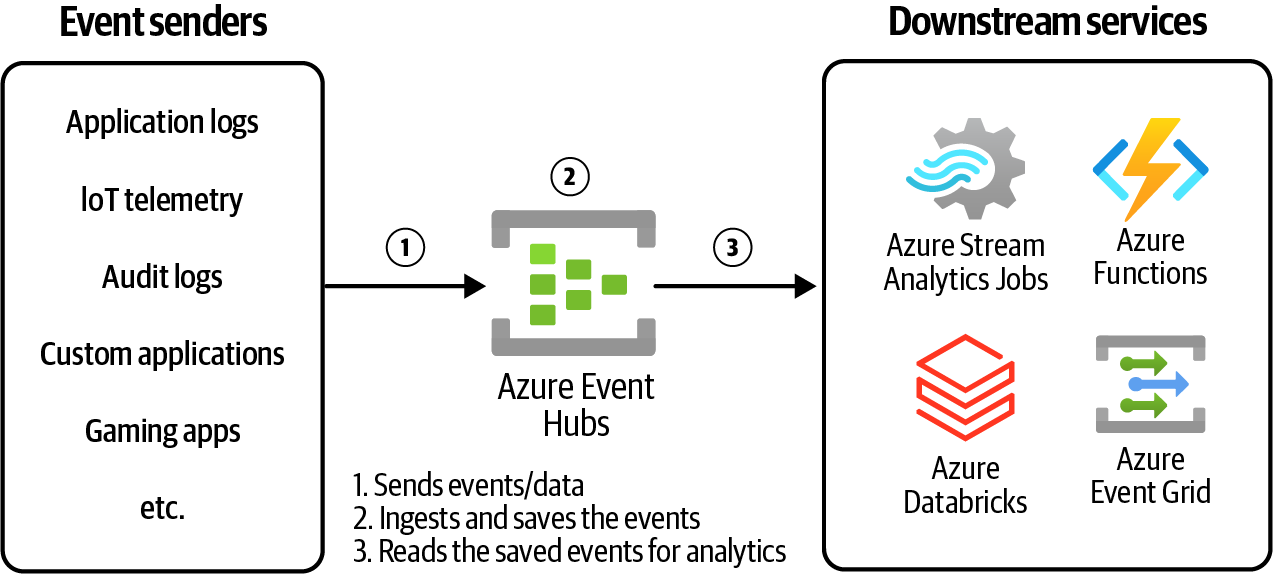 Event senders
Application logs
IoT telemetry
Audit logs
Custom applications
Gaming apps
etc.
1
2
Azure Event
Hubs
3
1. Sends events/data
2. Ingests and saves the events
3. Reads the saved events for analytics
Downstream services
Azure Stream
Analytics Jobs
Azure
Functions
Azure
Databricks
Azure
Event Grid